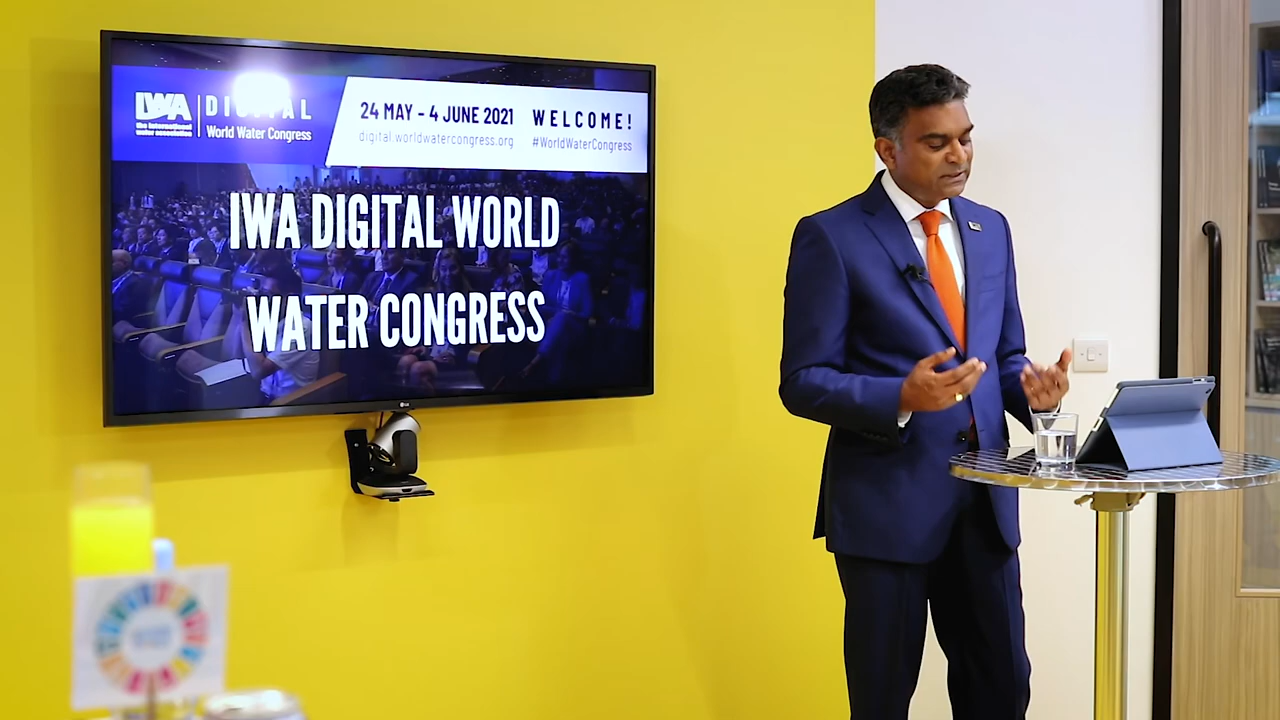 IWA
the international
water association
DIGITAL
World Water Congress
24 MAY - 4 JUNE 2021
digital.worldwatercongress.org
WELCOME!
#WorldWaterCongress
IWA DIGITAL WORLD
WATER CONGRESS
LG